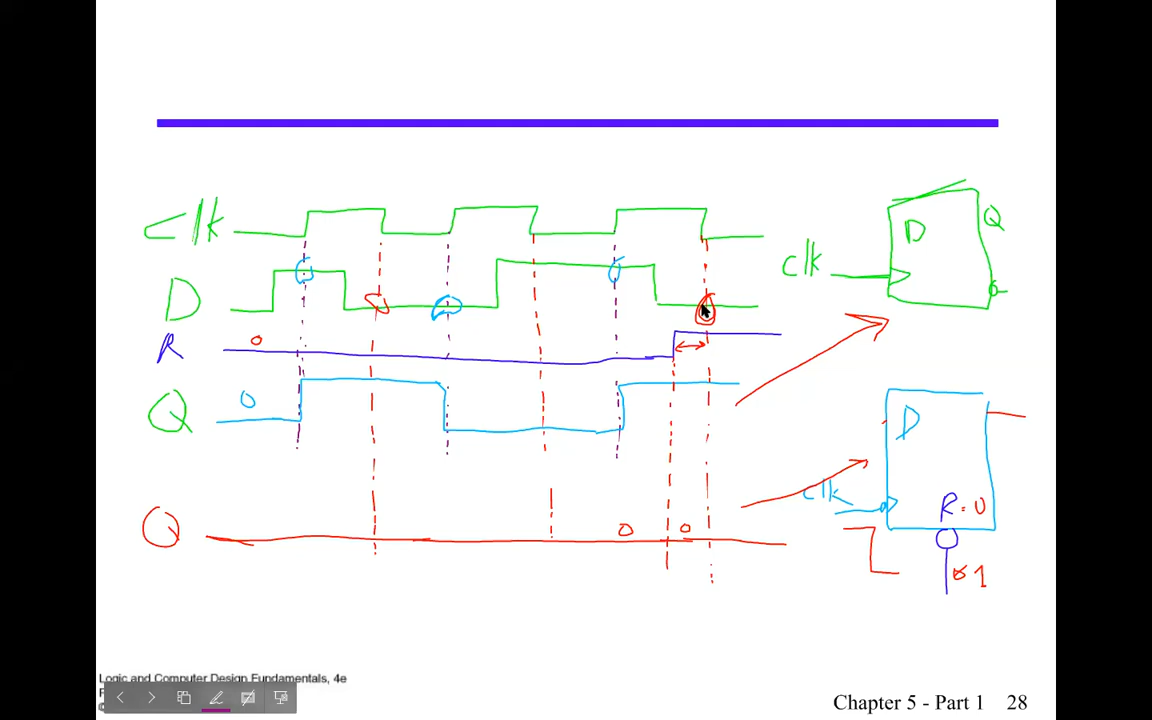 Clk
D
R
0
Q
0
Q
0
0
D
Q
Clk
D
Clk
R = 0
1
Logic and Computer Design Fundamentals, 4e
P
©
Chapter 5 - Part 1 28